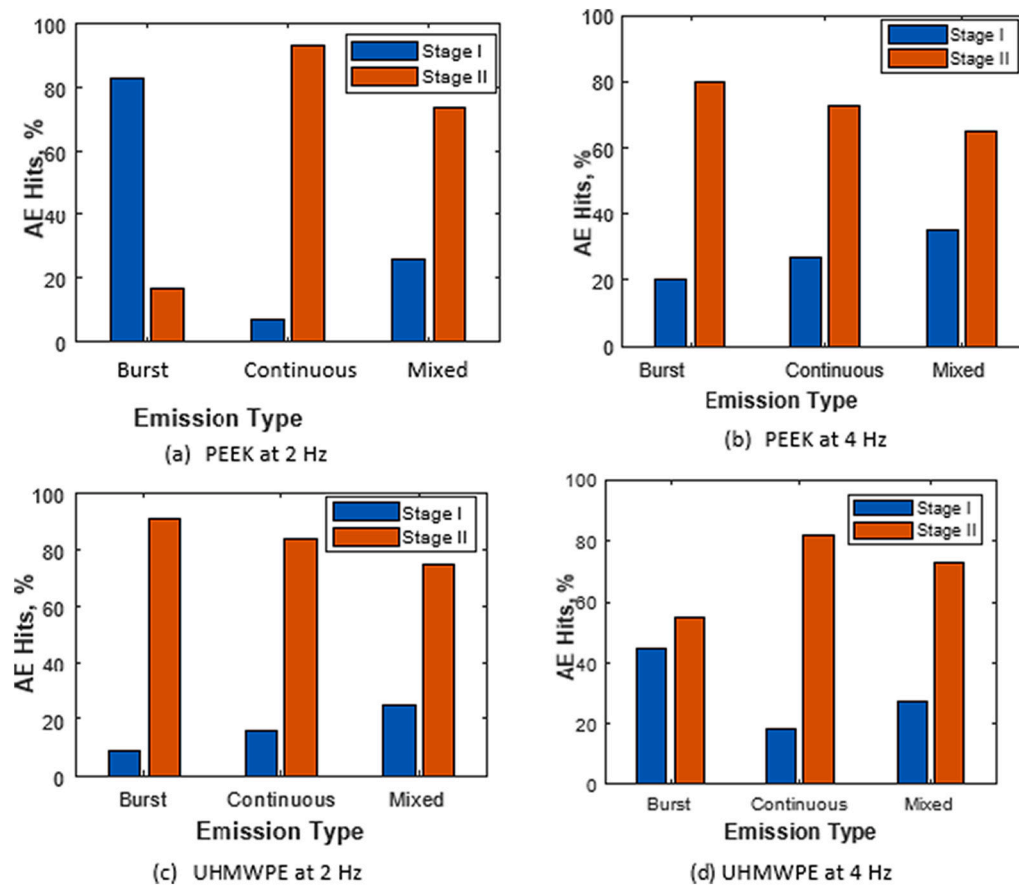 100
80
60
40
20
0
AE Hits, %
Stage I
Stage II
Burst Continuous Mixed
Emission Type
(a) PEEK at 2 Hz
100
80
60
40
20
0
AE Hits, %
Stage I
Stage II
Burst Continuous Mixed
Emission Type
(b) PEEK at 4 Hz
100
80
60
40
20
0
AE Hits, %
Stage I
Stage II
Burst Continuous Mixed
Emission Type
(c) UHMWPE at 2 Hz
100
80
60
40
20
0
AE Hits, %
Stage I
Stage II
Burst Continuous Mixed
Emission Type
(d) UHMWPE at 4 Hz